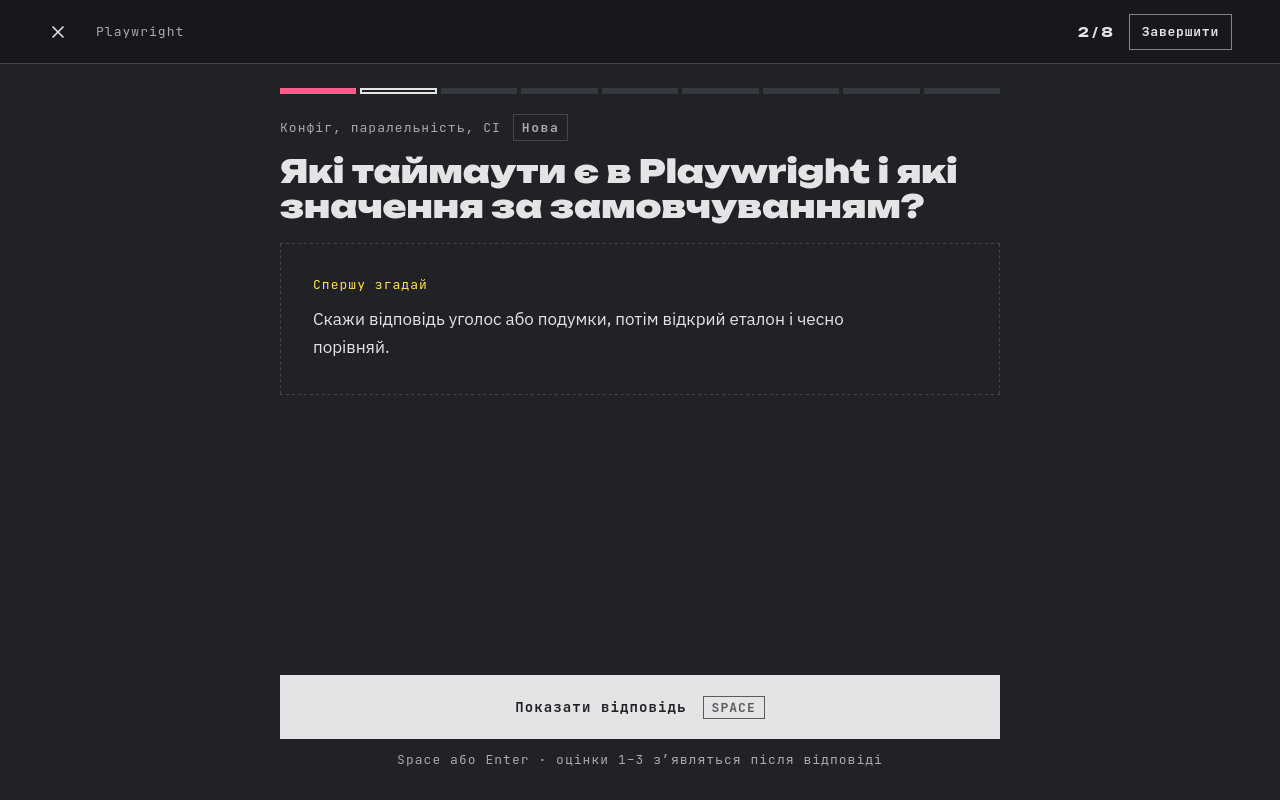 Playwright
2/8
Завершити
Конфіг, паралельність, CI
Нова
Які таймаути є в Playwright і які
значення за замовчуванням?
Спершу згадай
Скажи відповідь уголос або подумки, потім відкрий еталон і чесно
порівняй.
Показати відповідь
SPACE
Space або Enter · оцінки 1–3 зʼявляться після відповіді